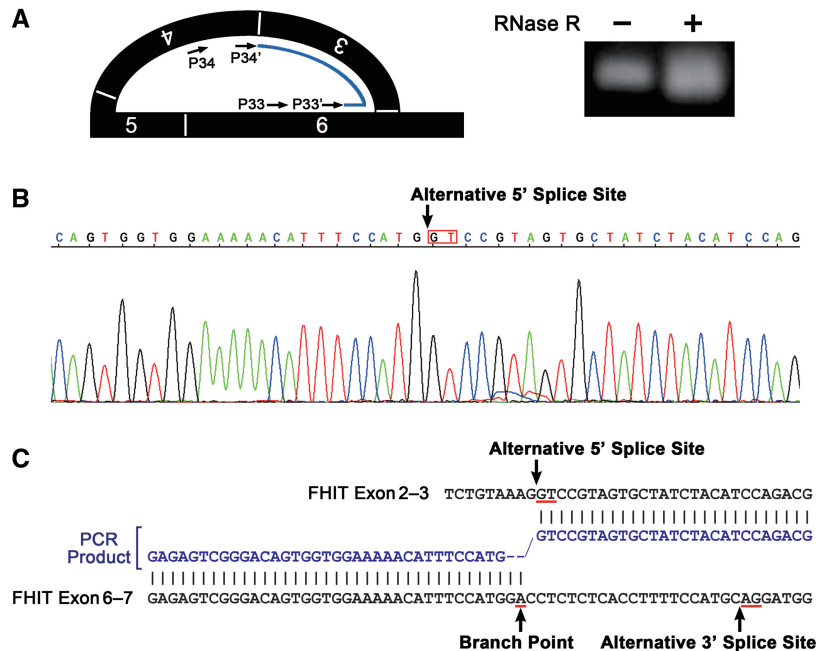 A
RNase R − +
4
3
P34
P34'
P33
P33'
5
6
B
Alternative 5' Splice Site
C A G T G G T G G A A A A A C A T T T C C A T G G T C C G T A G T G C T A T C T A C A T C C A G
C
Alternative 5' Splice Site
FHIT Exon 2–3 TCTGTAAAGGTCCGTAGTGCTATCTACATCCAGACG
GTCCGTAGTGCTATCTACATCCAGACG
PCR
Product
GAGAGTCGGGACAGTGGTGGAAAAACATTTCCATG--
FHIT Exon 6–7 GAGAGTCGGGACAGTGGTGGAAAAACATTTCCATGGACCTCTCTCACCTTTTCCATGCAGGATGG
Branch Point
Alternative 3' Splice Site